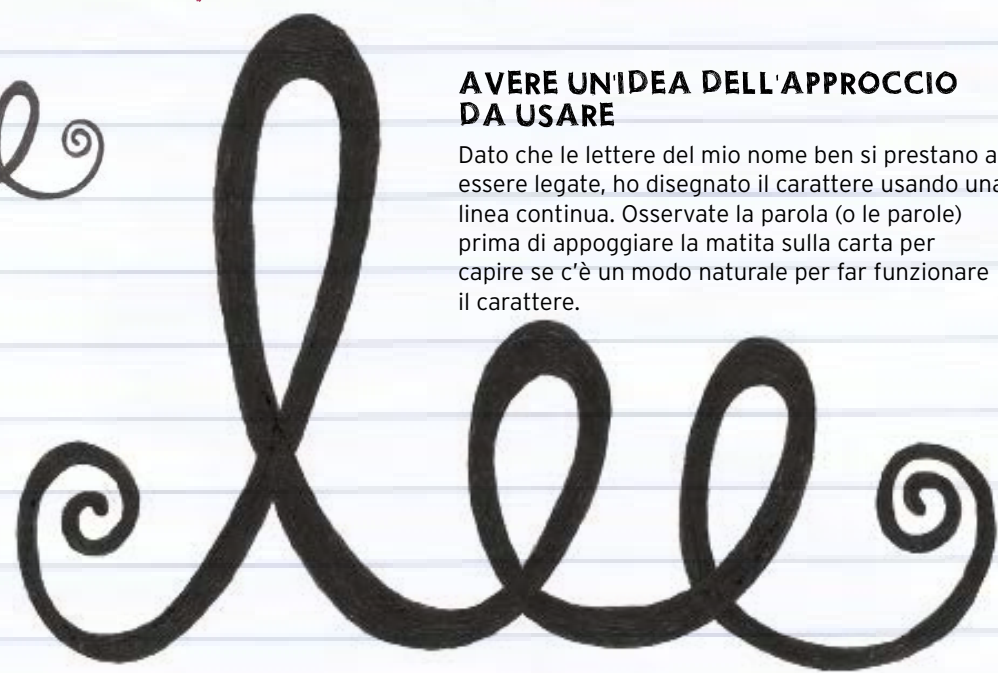 AVERE UN'IDEA DELL'APPROCCIO
DA USARE
Dato che le lettere del mio nome ben si prestano a
essere legate, ho disegnato il carattere usando una
linea continua. Osservate la parola (o le parole)
prima di appoggiare la matita sulla carta per
capire se c'è un modo naturale per far funzionare
il carattere.
lee